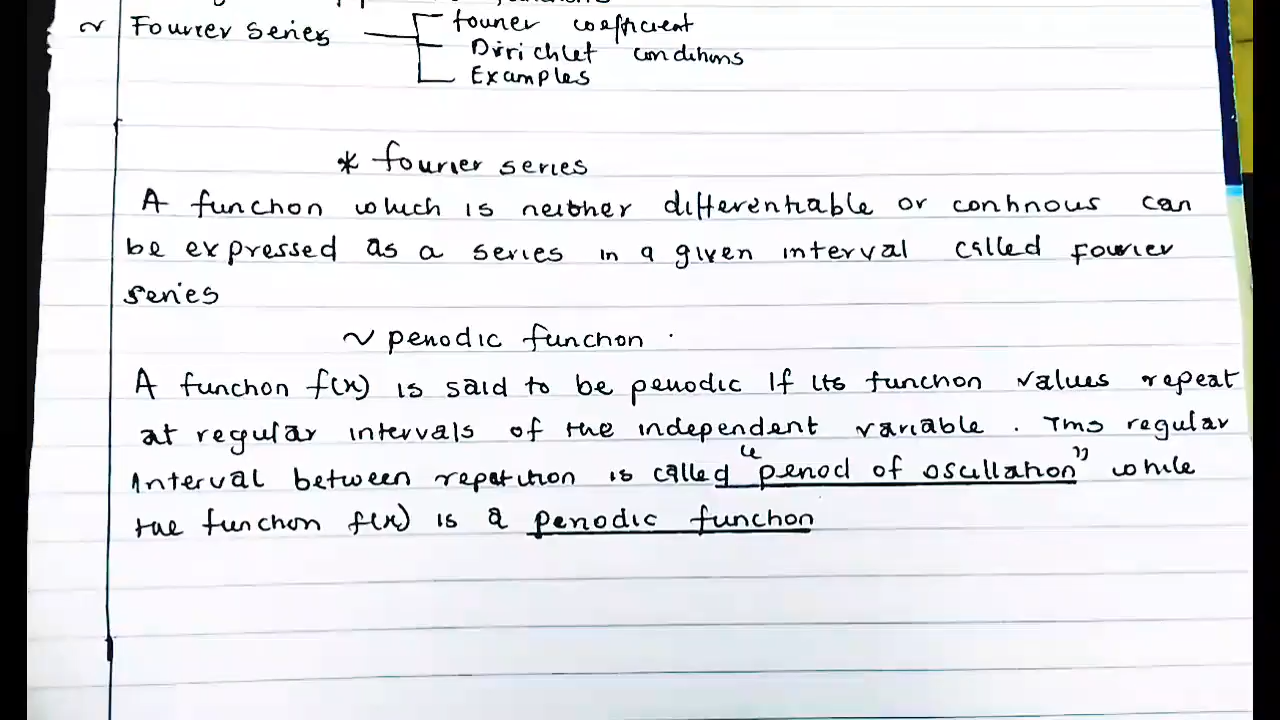 ~ Fourier series
fourier coefficient
Dirichlet conditions
Examples
* fourier series
A function which is neither differentiable or continous can
be expressed as a series in a given interval called Fourier
series
~ periodic function .
A function f(x) is said to be periodic If its function values repeat
at regular intervals of the independent variable . This regular
Interval between repetition is called "period of oscillation" while
the function f(x) is a periodic function